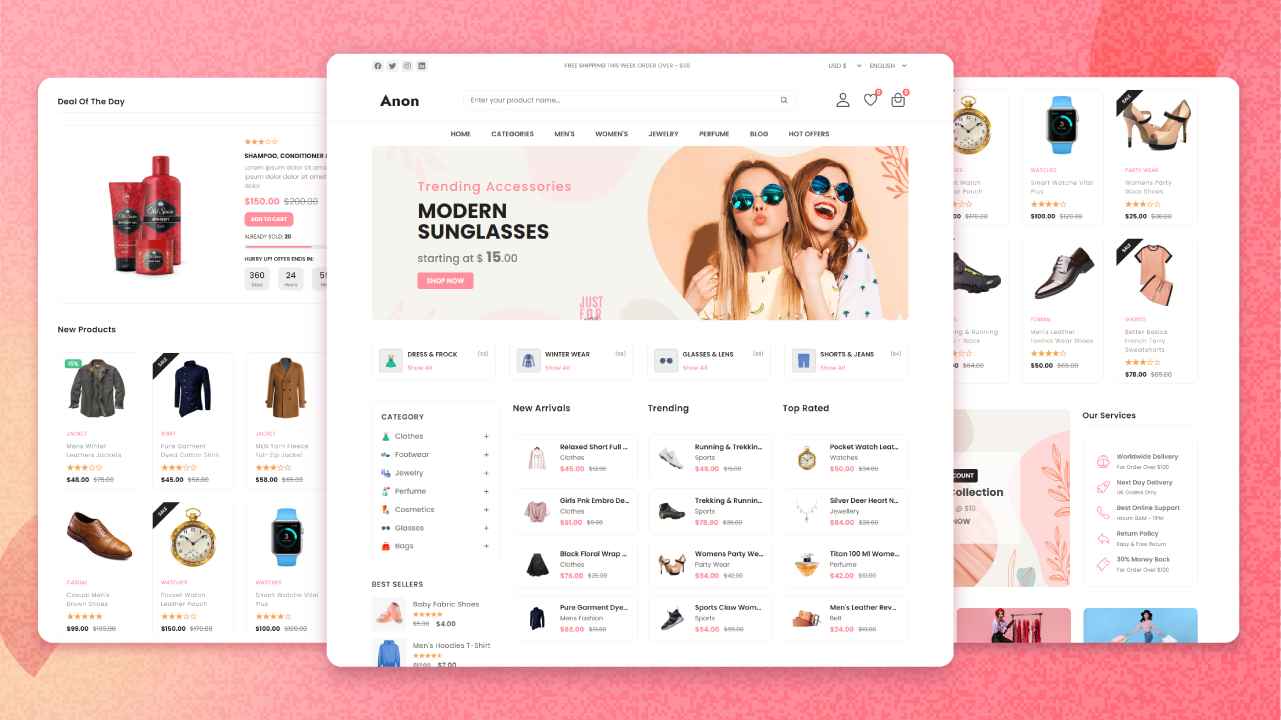 Deal Of The Day
SHAMPOO, CONDITIONER &
Lorem ipsum dolor sit ame
ipsum dolor dolor sit amet
dolor
$150.00 $200.00
ADD TO CART
ALREADY SOLD: 20
HURRY UP! OFFER ENDS IN:
360 24
Days Hours
Old Spice
New Products
15% SALE
JACKET SHIRT JACKET
Mens Winter Pure Garment MEN Yarn Fleece
Leathers Jackets Dyed Cotton Shirt Full-Zip Jacket
$48.00 $75.00 $45.00 $56.00 $58.00 $65.00
SALE
CASUAL WATCHES WATCHES
Casual Men's Pocket Watch Smart Watche Vital
Brown Shoes Leather Pouch Plus
$99.00 $105.00 $150.00 $170.00 $100.00 $120.00
FREE SHIPPING THIS WEEK ORDER OVER - $55
USD $ ENGLISH
Anon
Enter your product name...
0 0
HOME CATEGORIES MEN'S WOMEN'S JEWELRY PERFUME BLOG HOT OFFERS
Trending Accessories
MODERN
SUNGLASSES
starting at $ 15.00
SHOP NOW
JUST
FOR
DRESS & FROCK (53) WINTER WEAR (58) GLASSES & LENS (68) SHORTS & JEANS (84)
Show All Show All Show All Show All
CATEGORY
Clothes +
Footwear +
Jewelry +
Perfume +
Cosmetics +
Glasses +
Bags +
BEST SELLERS
Baby Fabric Shoes
$5.00 $4.00
Men's Hoodies T-Shirt
$17.00 $7.00
New Arrivals
Relaxed Short Full ...
Clothes
$45.00 $12.00
Girls Pnk Embro De...
Clothes
$61.00 $9.00
Black Floral Wrap ...
Clothes
$76.00 $25.00
Pure Garment Dye...
Mens Fashion
$68.00 $31.00
Trending
Running & Trekkin...
Sports
$49.00 $15.00
Trekking & Runnin...
Sports
$78.00 $36.00
Womens Party We...
Party Wear
$94.00 $42.00
Sports Claw Wom...
Sports
$54.00 $65.00
Top Rated
Pocket Watch Leat...
Watches
$50.00 $34.00
Silver Deer Heart N...
Jewellery
$84.00 $30.00
Titan 100 Ml Wome...
Perfume
$42.00 $10.00
Men's Leather Rev...
Belt
$24.00 $10.00
SALE
HES WATCHES PARTY WEAR
t Watch Smart Watche Vital Womens Party
er Pouch Plus Wear Shoes
00 $170.00 $100.00 $120.00 $25.00 $30.00
SALE
FORMAL SHORTS
ng & Running Men's Leather Better Basics
s - Black Formal Wear Shoes French Terry
Sweatshorts
$64.00 $50.00 $65.00 $78.00 $85.00
COUNT
ollection
@ $10
NOW
Our Services
Worldwide Delivery
For Order Over $100
Next Day Delivery
UK Orders Only
Best Online Support
Hours: 8AM - 11PM
Return Policy
Easy & Free Return
30% Money Back
For Order Over $100